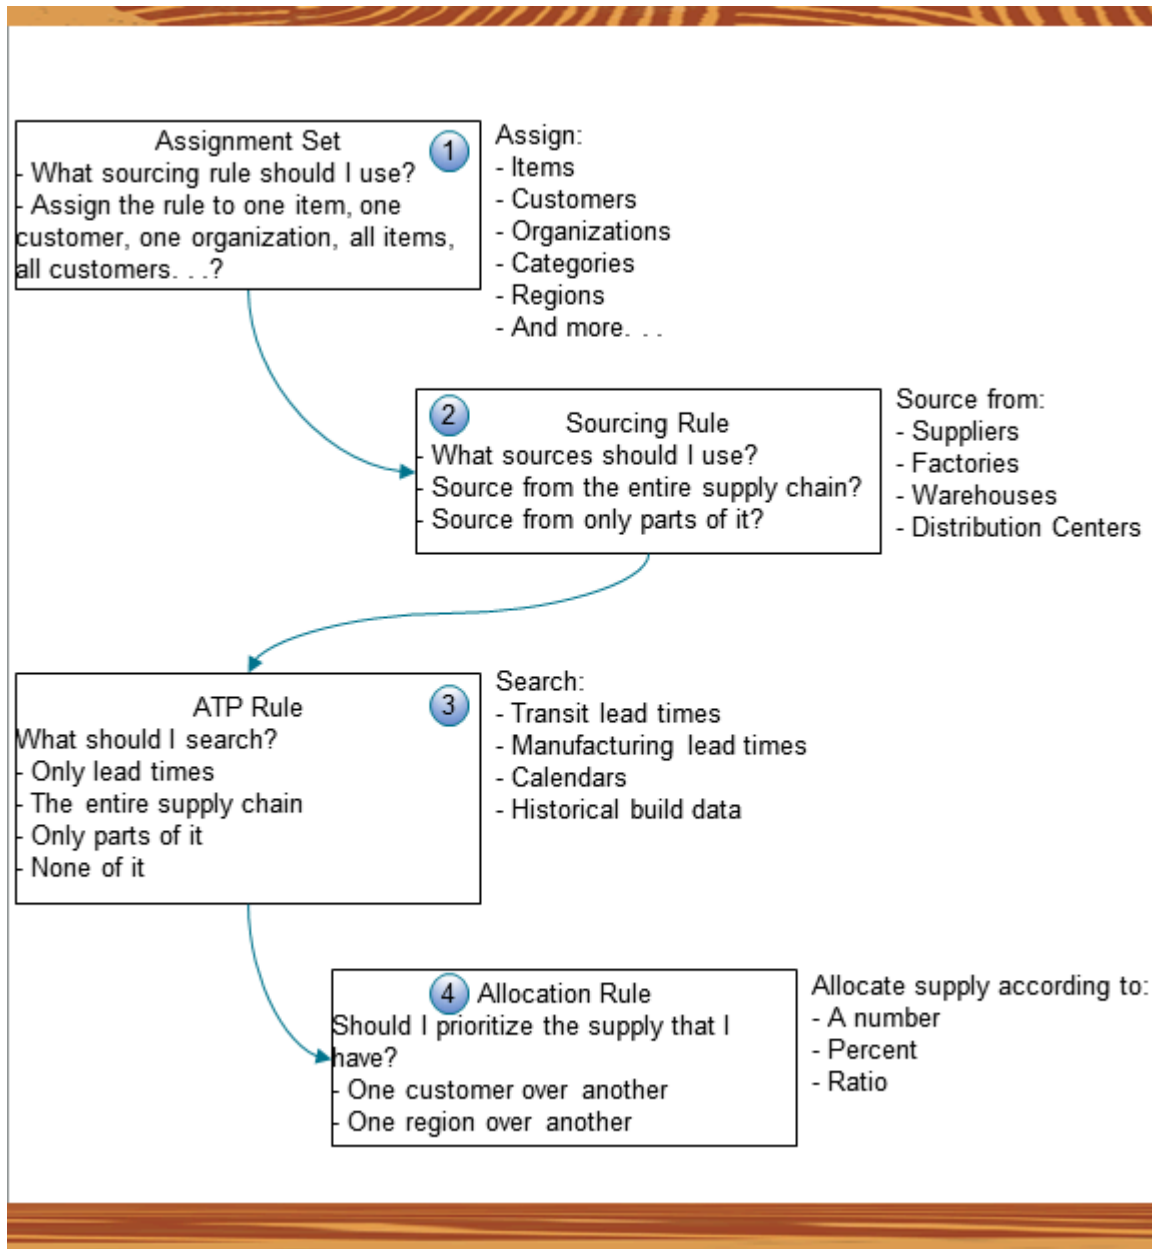 Assignment Set
1
- What sourcing rule should I use?
- Assign the rule to one item, one
customer, one organization, all items,
all customers. . .?
Assign:
- Items
- Customers
- Organizations
- Categories
- Regions
- And more. . .
2
Sourcing Rule
- What sources should I use?
- Source from the entire supply chain?
- Source from only parts of it?
Source from:
- Suppliers
- Factories
- Warehouses
- Distribution Centers
ATP Rule
3
What should I search?
- Only lead times
- The entire supply chain
- Only parts of it
- None of it
Search:
- Transit lead times
- Manufacturing lead times
- Calendars
- Historical build data
4 Allocation Rule
Should I prioritize the supply that I
have?
- One customer over another
- One region over another
Allocate supply according to:
- A number
- Percent
- Ratio